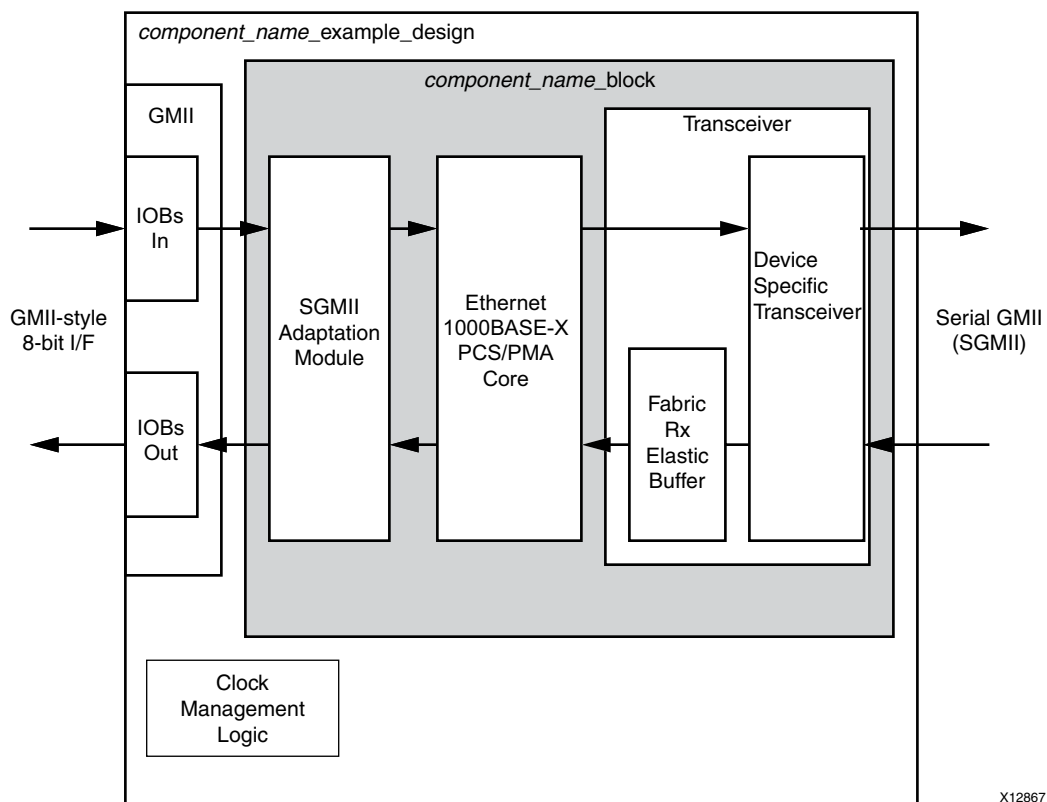 component_name_example_design
component_name_block
GMII
Transceiver
IOBs
In
GMII-style
8-bit I/F
SGMII
Adaptation
Module
Ethernet
1000BASE-X
PCS/PMA
Core
Device
Specific
Transceiver
Serial GMII
(SGMII)
IOBs
Out
Fabric
Rx
Elastic
Buffer
Clock
Management
Logic
X12867